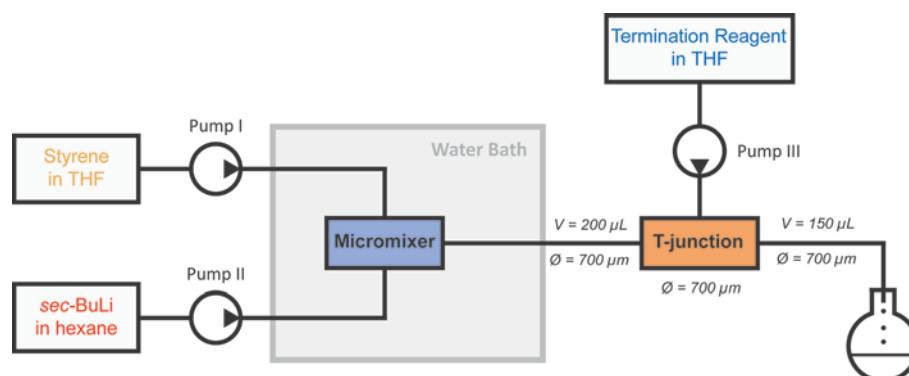 Termination Reagent
in THF
Pump I
Styrene
in THF
Water Bath
Pump III
Micromixer
V = 200 µL
Ø = 700 µm
T-junction
Ø = 700 µm
V = 150 µL
Ø = 700 µm
Pump II
sec-BuLi
in hexane